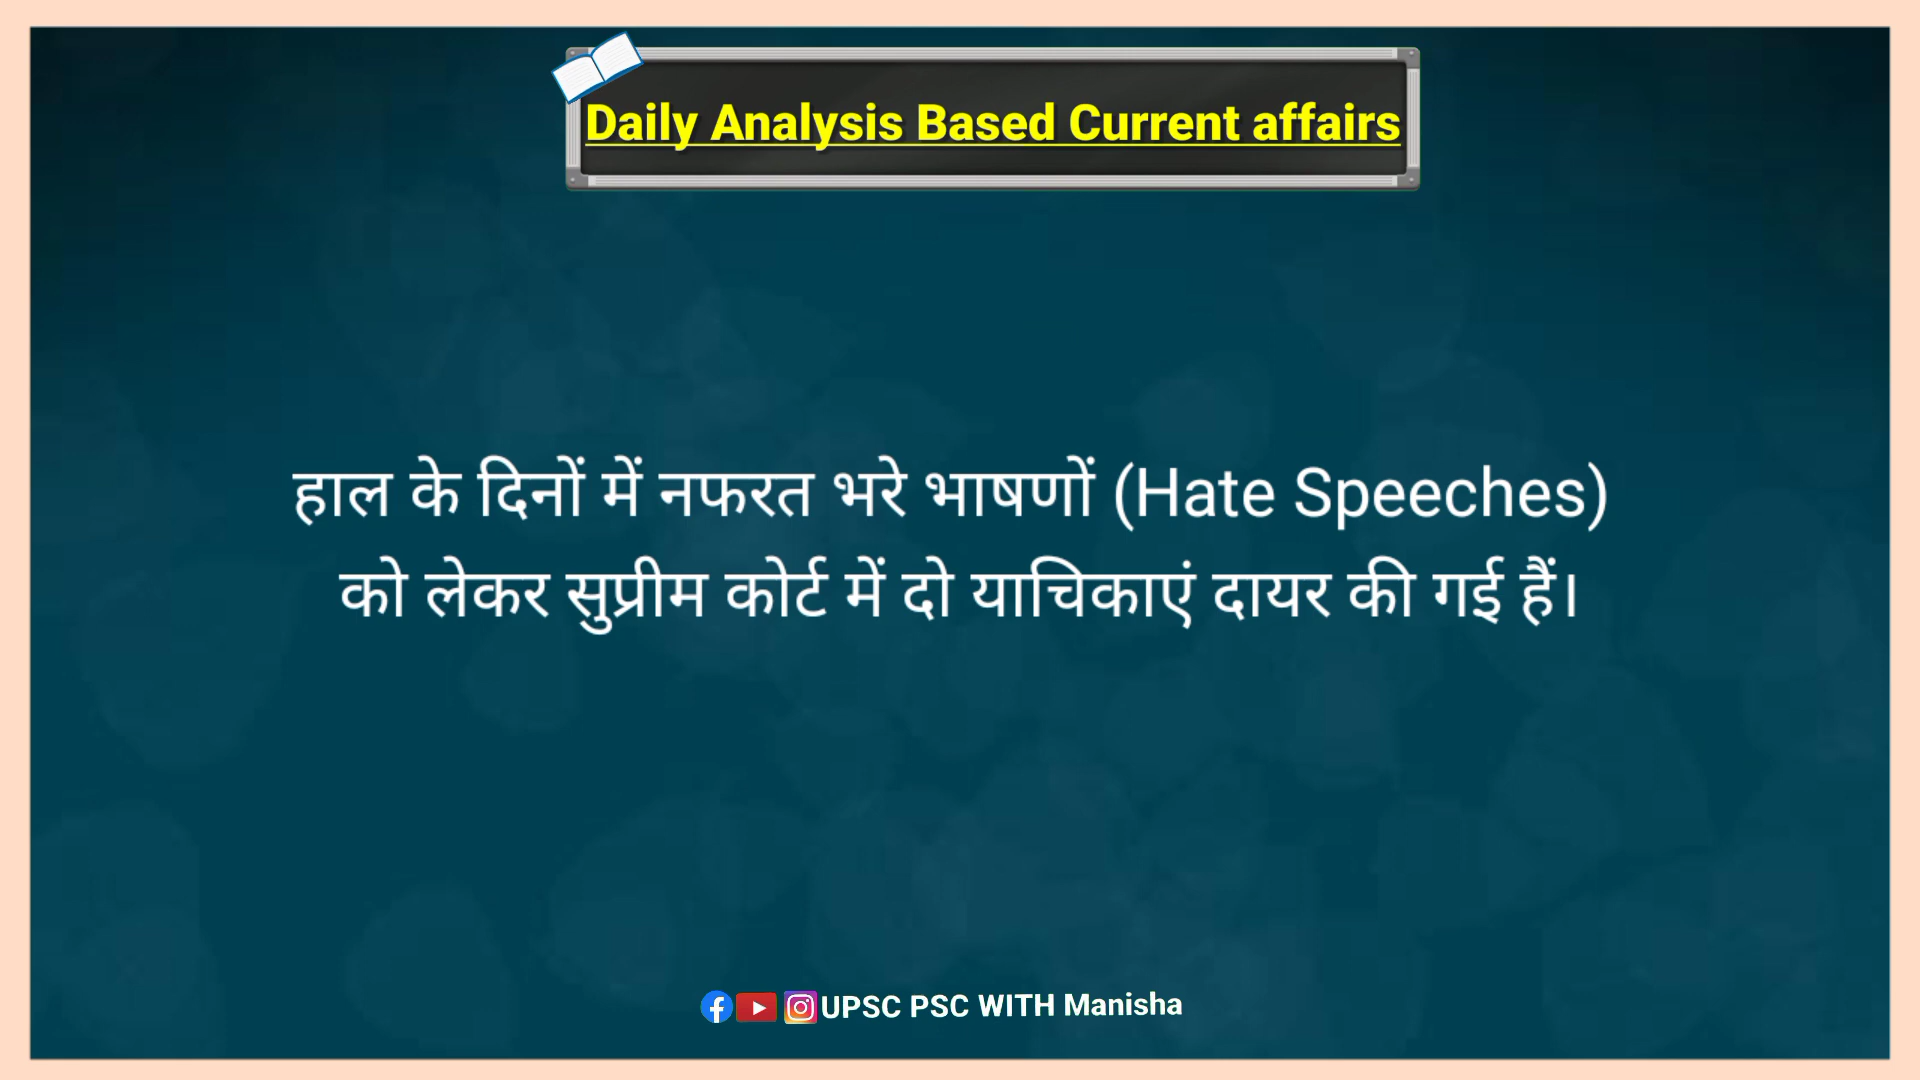 Daily Analysis Based Current affairs
हाल के दिनों में नफरत भरे भाषणों (Hate Speeches)
को लेकर सुप्रीम कोर्ट में दो याचिकाएं दायर की गई हैं।
UPSC PSC WITH Manisha